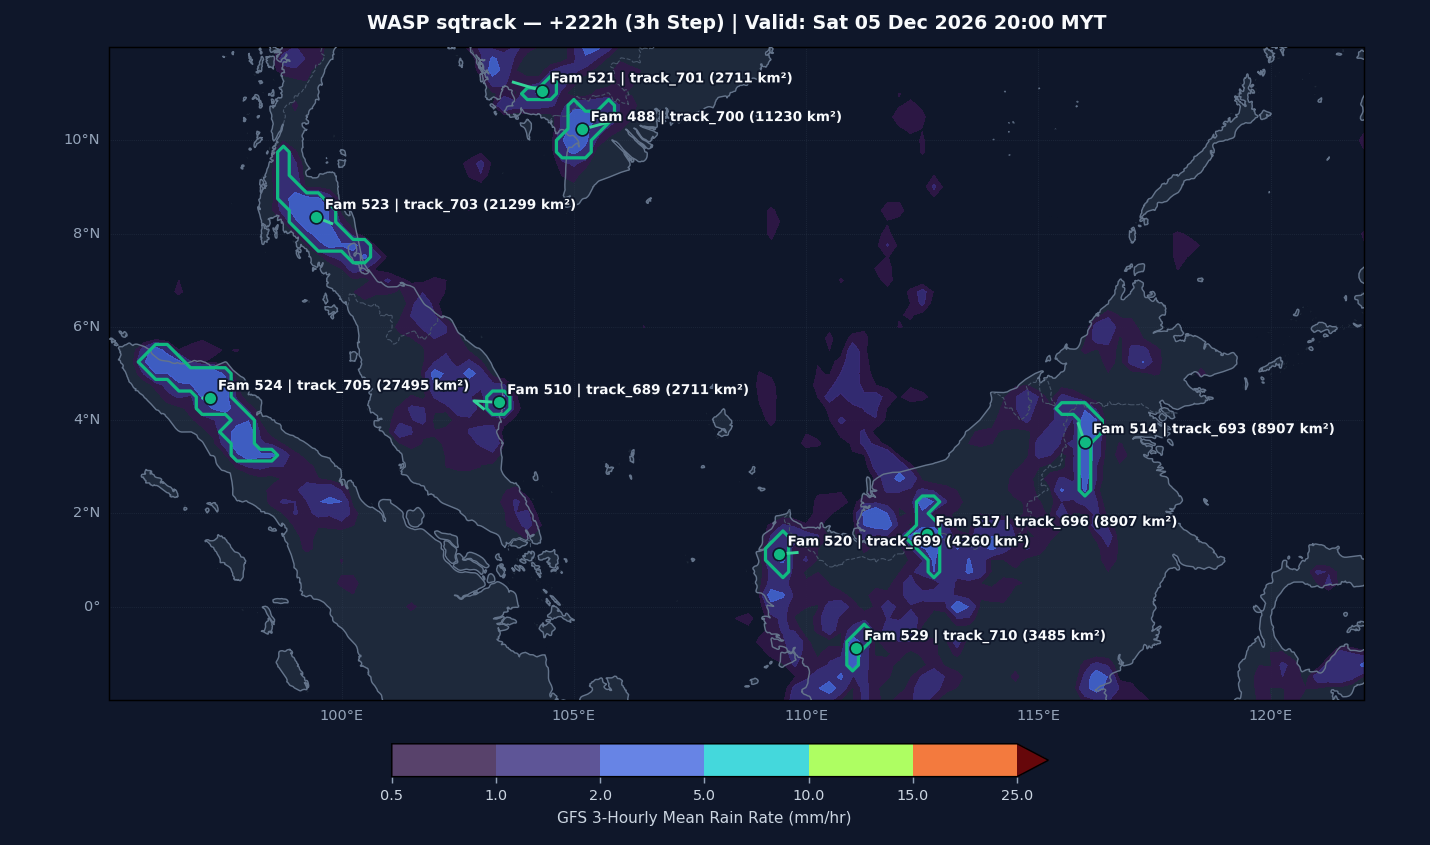 WASP sqtrack — +222h (3h Step) | Valid: Sat 05 Dec 2026 20:00 MYT
Fam 521 | track_701 (2711 km²)
Fam 488 | track_700 (11230 km²)
10°N
Fam 523 | track_703 (21299 km²)
8°N
6°N
Fam 524 | track_705 (27495 km²)
Fam 510 | track_689 (2711 km²)
4°N
Fam 514 | track_693 (8907 km²)
2°N
Fam 517 | track_696 (8907 km²)
Fam 520 | track_699 (4260 km²)
0°
Fam 529 | track_710 (3485 km²)
100°E 105°E 110°E 115°E 120°E
0.5 1.0 2.0 5.0 10.0 15.0 25.0
GFS 3-Hourly Mean Rain Rate (mm/hr)